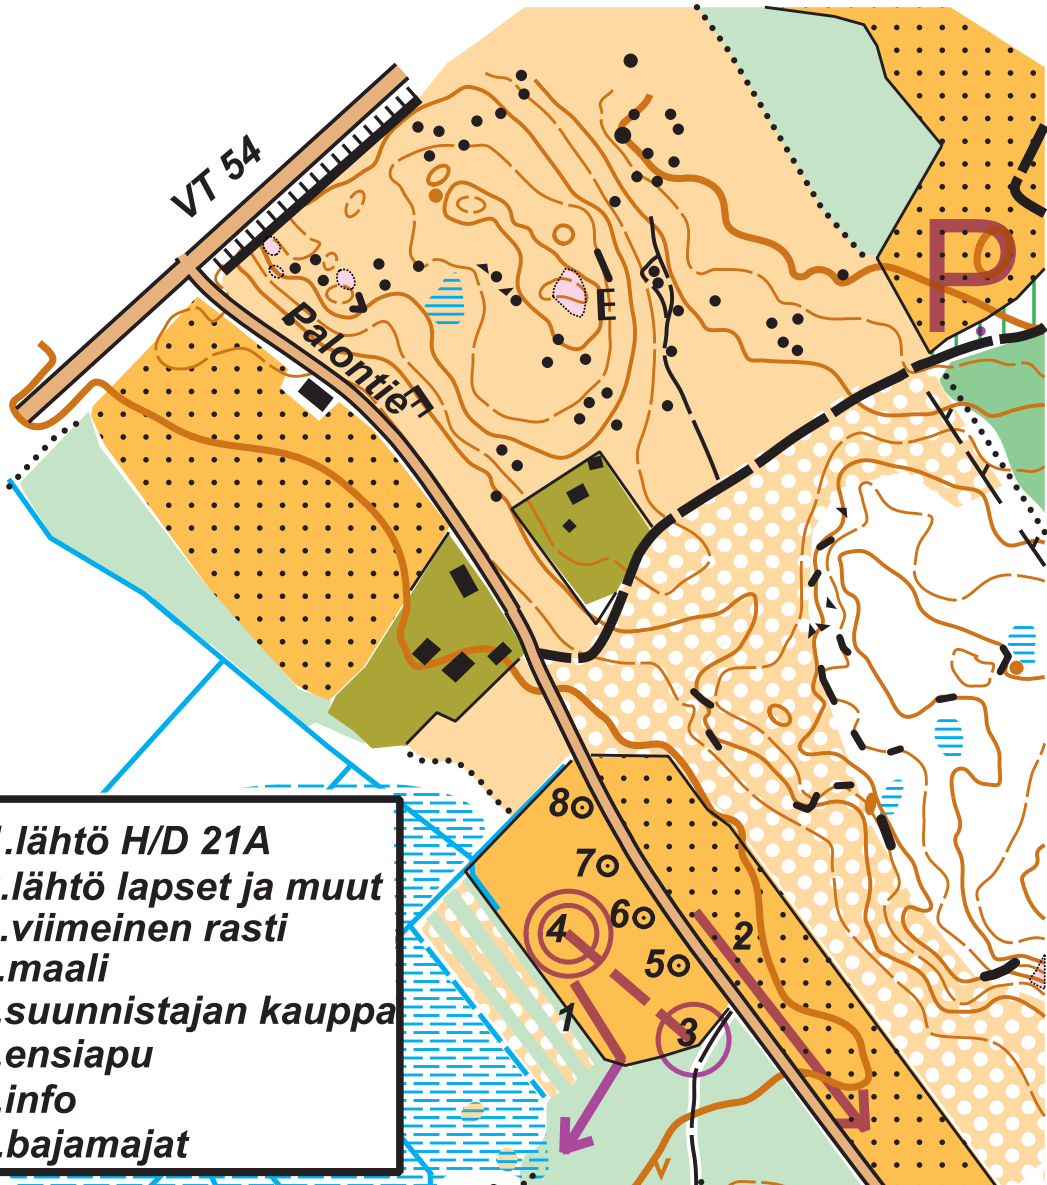 VT 54
P
E
Palontie
8
7
6
4
5
2
1
3
.lähtö H/D 21A
.lähtö lapset ja muut
.viimeinen rasti
.maali
.suunnistajan kauppa
.ensiapu
.info
.bajamajat